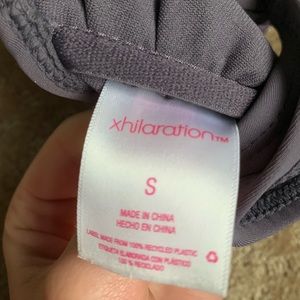 xhilaration™
S
MADE IN CHINA
HECHO EN CHINA
LABEL MADE FROM 100% RECYCLED PLASTIC
ETIQUETA ELABORADA CON PLÁSTICO
100 % RECICLADO